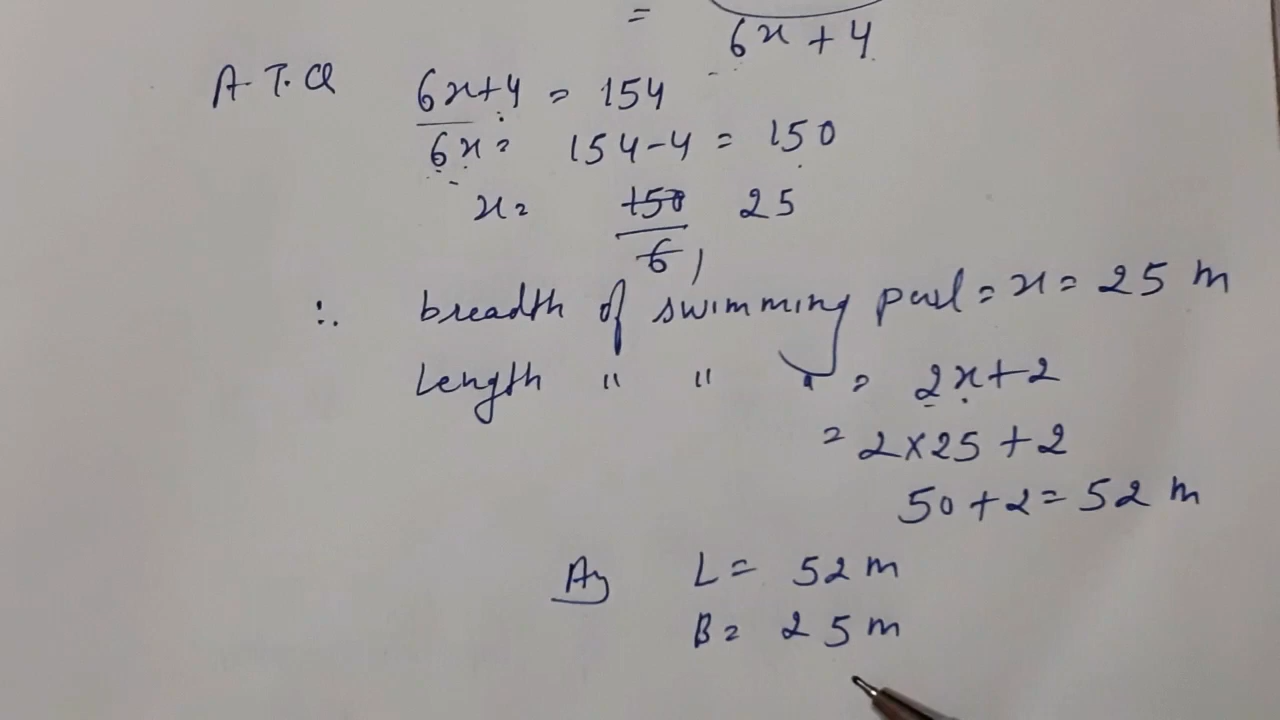 = 6x + 4
A.T.Q 6x+4 = 154
6x = 154-4 = 150
x = 150/6 25
∴ breadth of swimming pool = x = 25 m
Length " " " = 2x+2
= 2×25+2
50+2 = 52 m
L = 52 m
B = 25 m